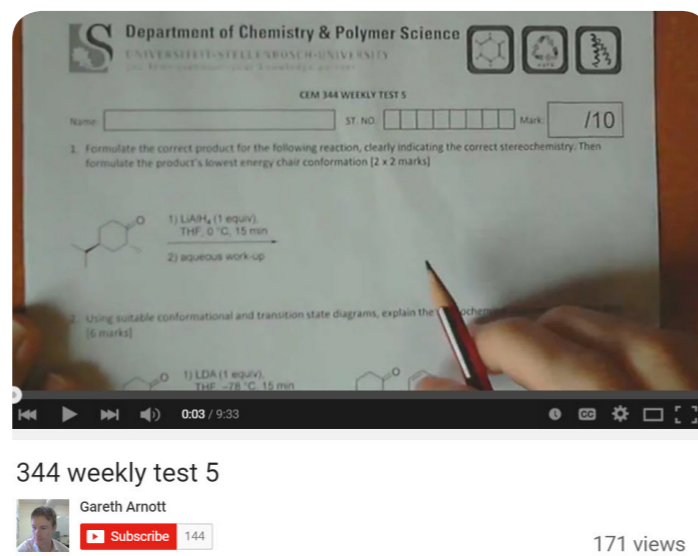 Department of Chemistry & Polymer Science
UNIVERSITEIT·STELLENBOSCH·UNIVERSITY
CEM 344 WEEKLY TEST 5
Name:
ST. NO.
Mark:
/10
1. Formulate the correct product for the following reaction, clearly indicating the correct stereochemistry. Then
formulate the product's lowest energy chair conformation [2 x 2 marks]
O
1) LiAlH₄ (1 equiv),
THF, 0 °C, 15 min
2) aqueous work-up
2. Using suitable conformational and transition state diagrams, explain the
[6 marks]
O
1) LDA (1 equiv),
THF, -78 °C, 15 min
O
0:03 / 9:33
CC
344 weekly test 5
Gareth Arnott
Subscribe 144
171 views